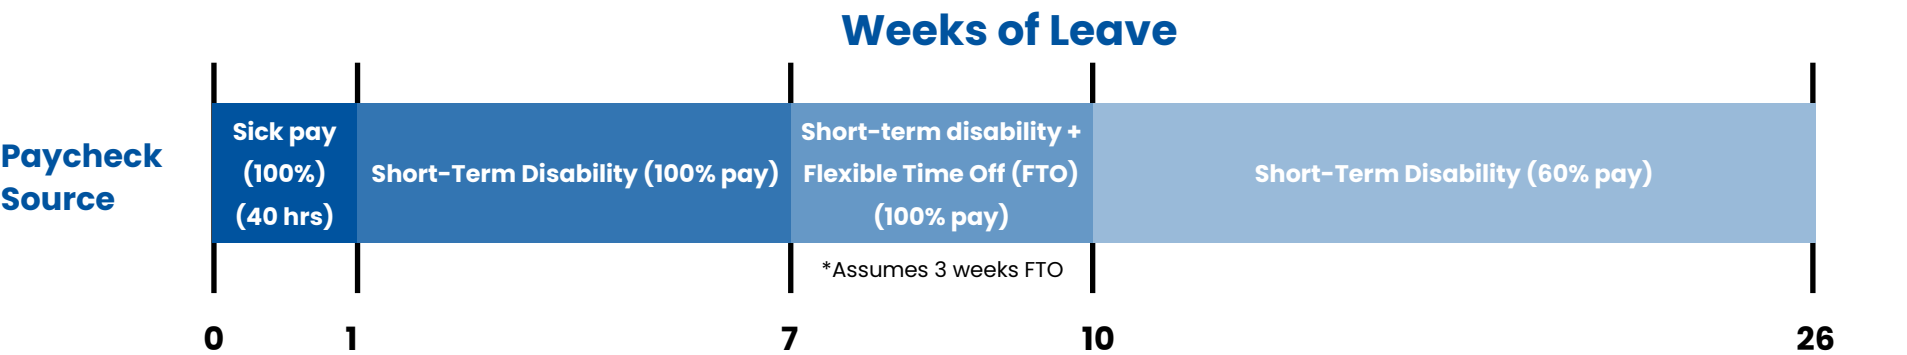 Weeks of Leave
Paycheck
Source
Sick pay
(100%)
(40 hrs)
Short-Term Disability (100% pay)
Short-term disability +
Flexible Time Off (FTO)
(100% pay)
Short-Term Disability (60% pay)
*Assumes 3 weeks FTO
0
1
7
10
26